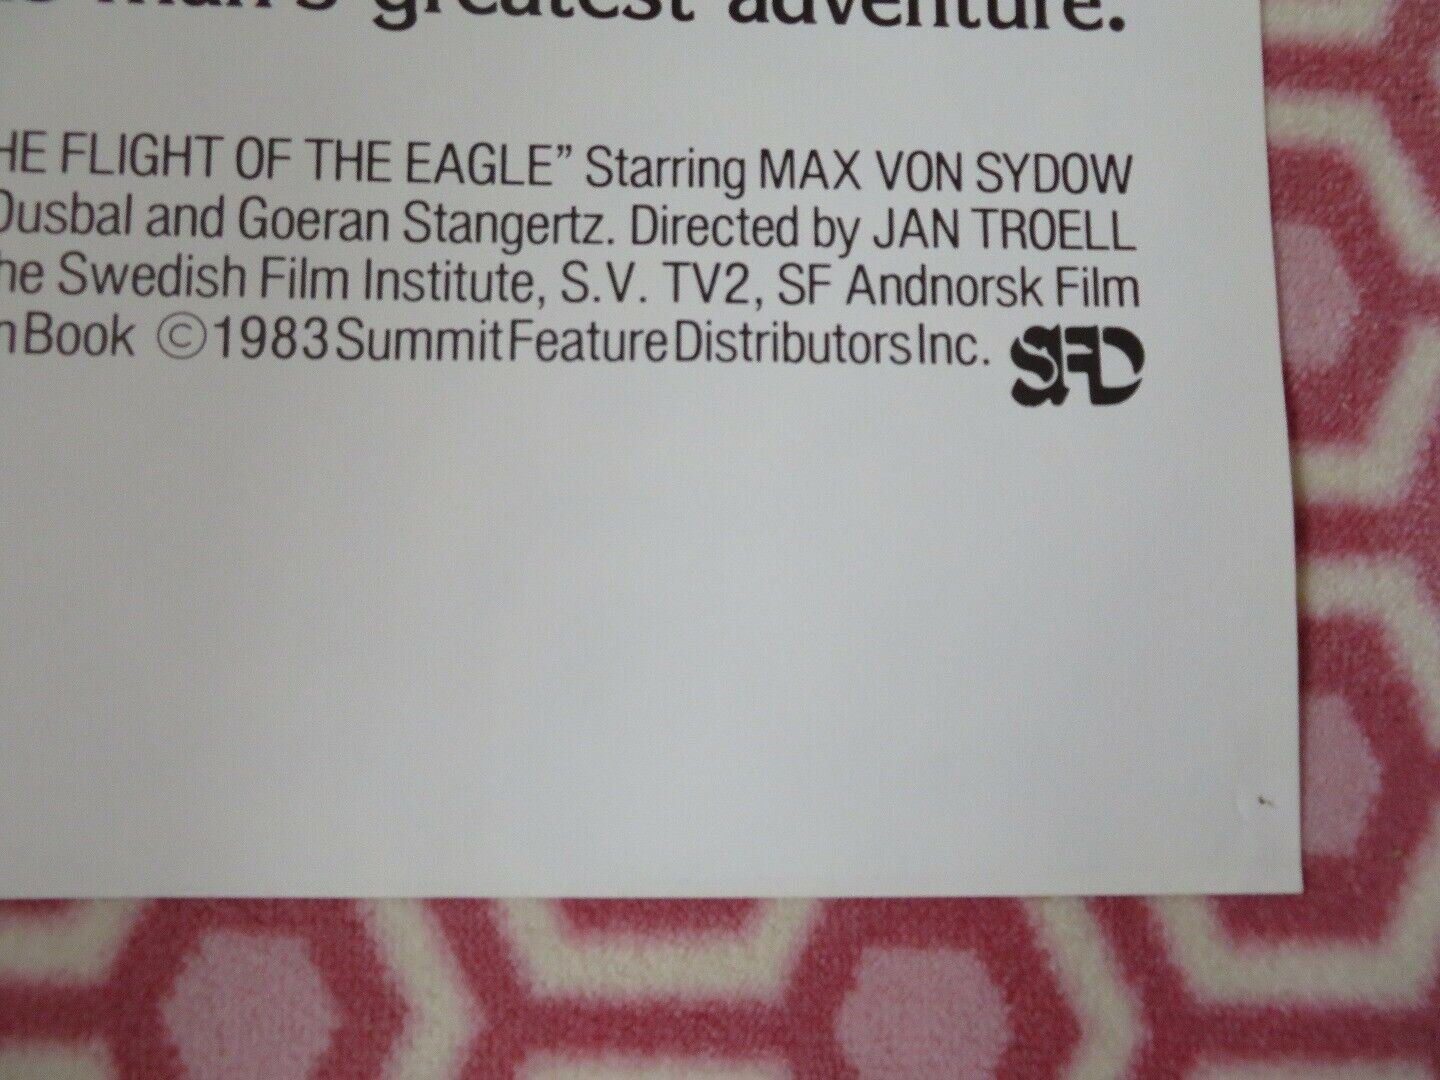 man's greatest adventure.
HE FLIGHT OF THE EAGLE” Starring MAX VON SYDOW
Dusbal and Goeran Stangertz. Directed by JAN TROELL
he Swedish Film Institute, S.V. TV2, SF Andnorsk Film
n Book ©1983 Summit Feature Distributors Inc. SFD